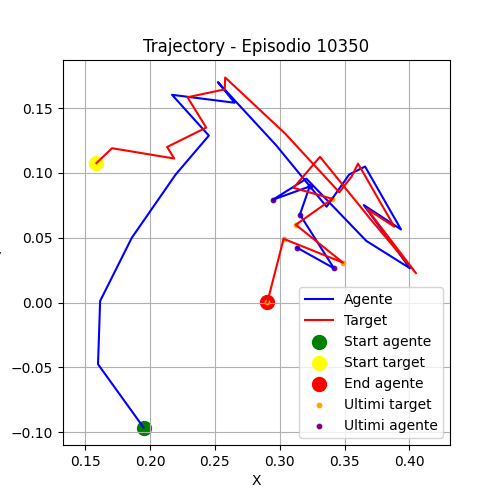 Trajectory - Episodio 10350
0.15
0.10
0.05
0.00
−0.05
−0.10
0.15
0.20
0.25
0.30
0.35
0.40
X
Agente
Target
Start agente
Start target
End agente
Ultimi target
Ultimi agente